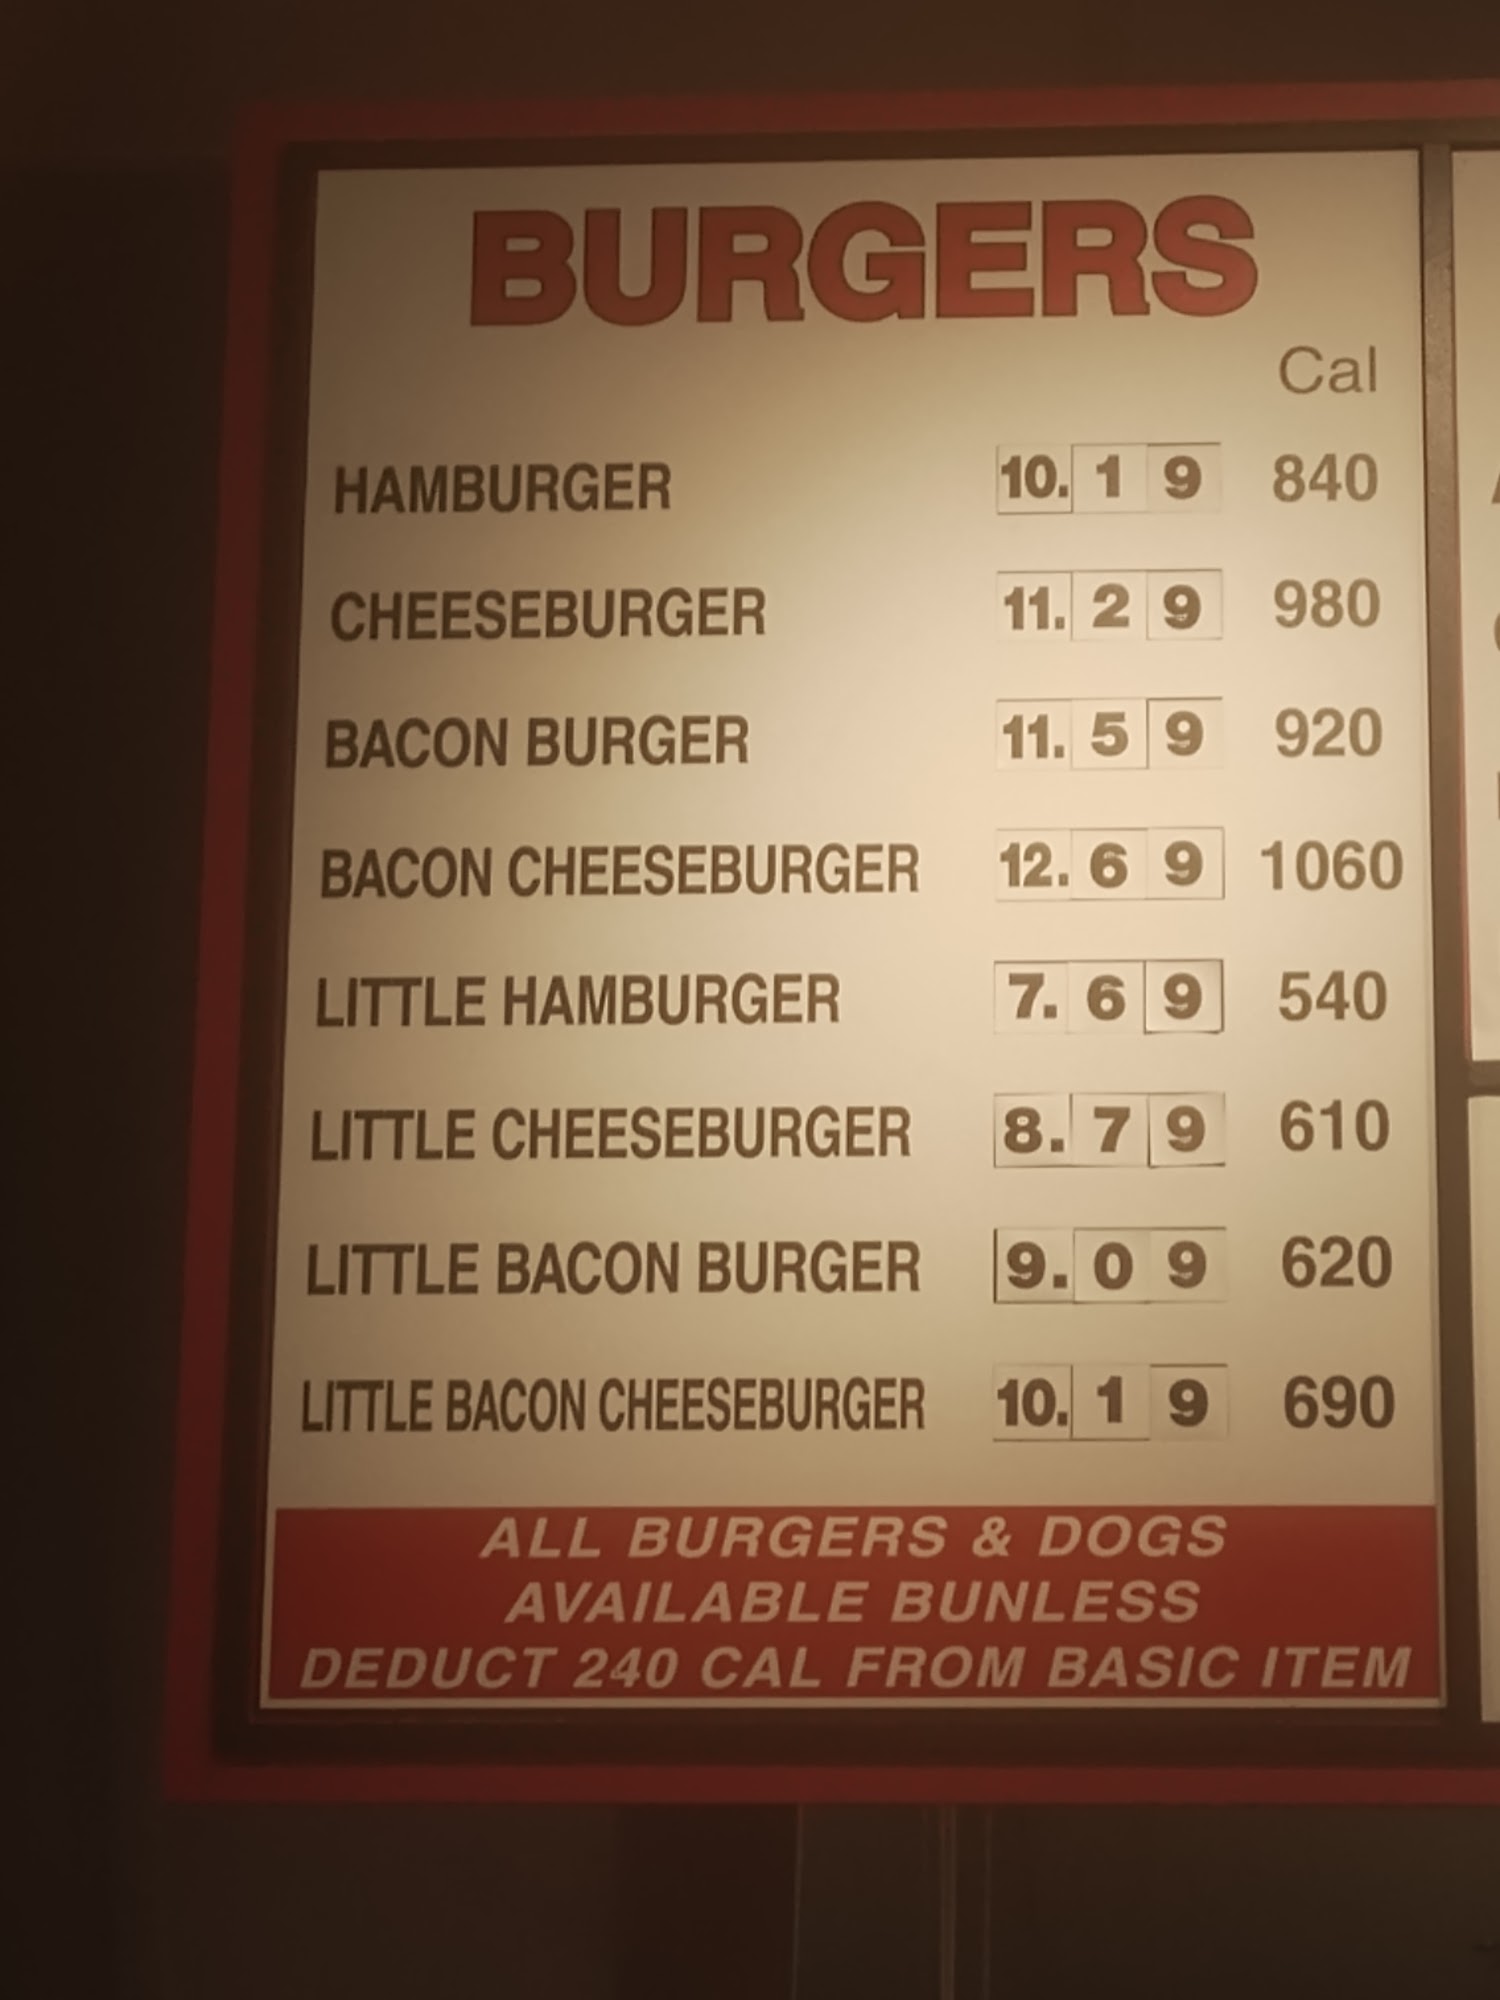 BURGERS
Cal
HAMBURGER 10.19 840
CHEESEBURGER 11.29 980
BACON BURGER 11.59 920
BACON CHEESEBURGER 12.69 1060
LITTLE HAMBURGER 7.69 540
LITTLE CHEESEBURGER 8.79 610
LITTLE BACON BURGER 9.09 620
LITTLE BACON CHEESEBURGER 10.19 690
ALL BURGERS & DOGS
AVAILABLE BUNLESS
DEDUCT 240 CAL FROM BASIC ITEM